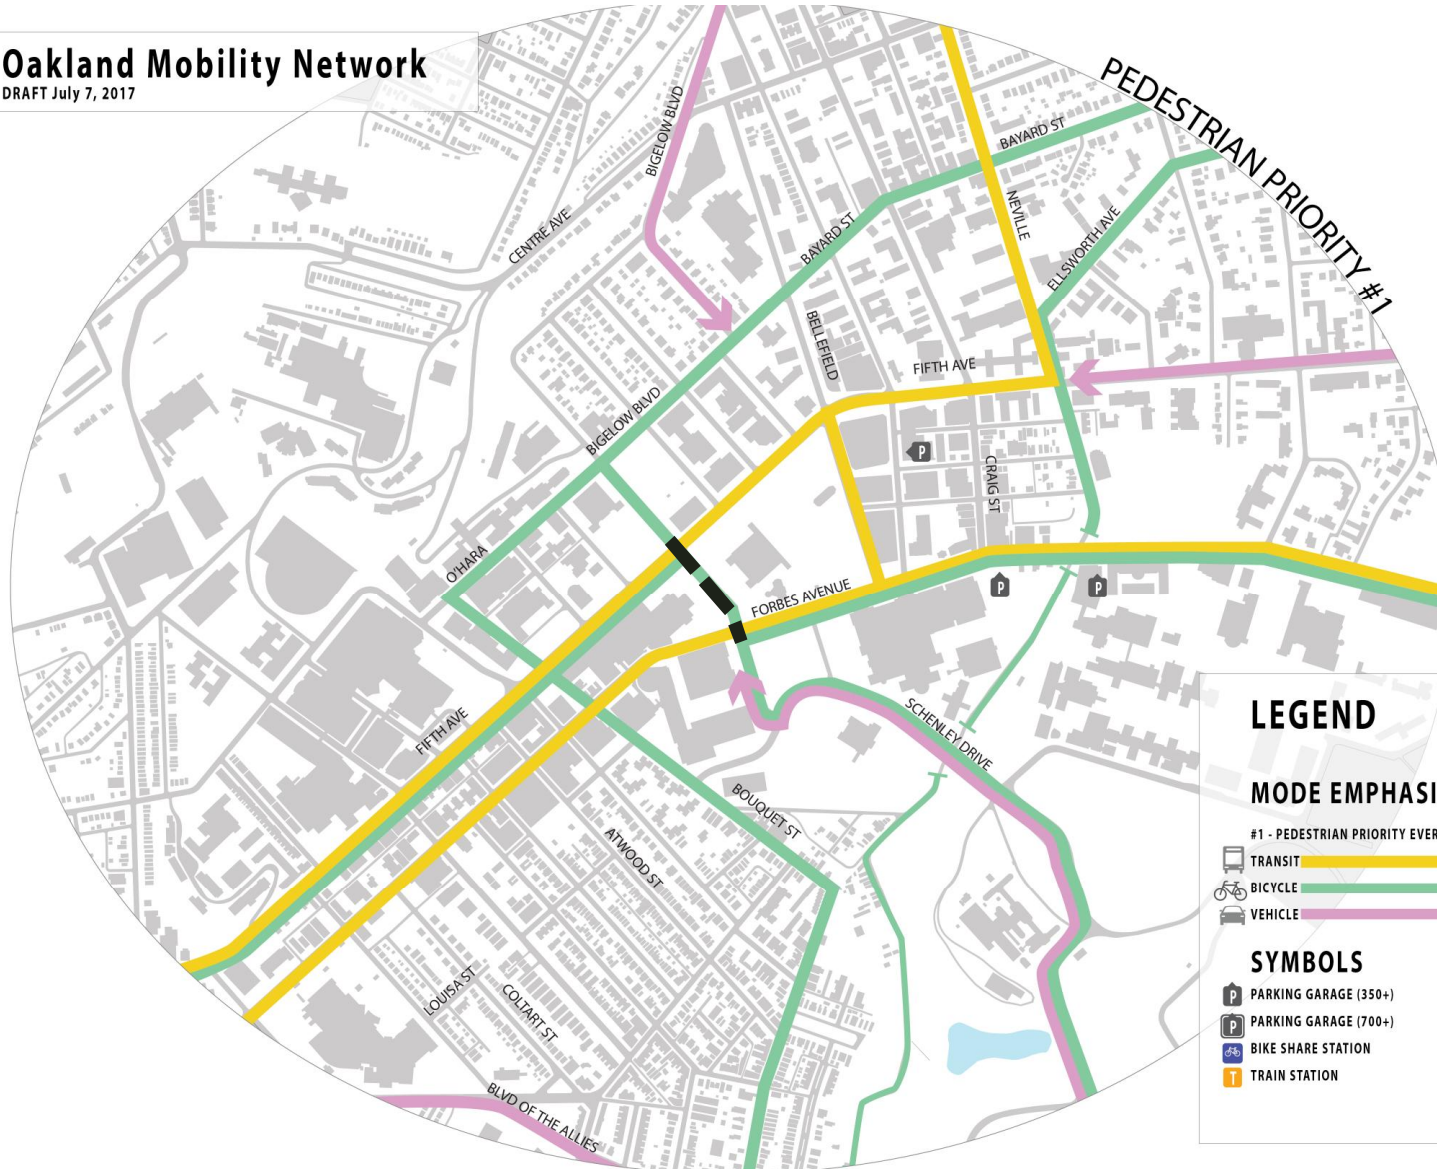 Oakland Mobility Network
DRAFT July 7, 2017
PEDESTRIAN PRIORITY #1
BIGELOW BLVD
BAYARD ST
CENTRE AVE
NEVILLE
ELLSWORTH AVE
BAYARD ST
BELLEFIELD
FIFTH AVE
BIGELOW BLVD
P
CRAIG ST
O'HARA
P
P
FORBES AVENUE
FIFTH AVE
SCHENLEY DRIVE
BOUQUET ST
ATWOOD ST
LOUISA ST
COLTART ST
BLVD OF THE ALLIES
LEGEND
MODE EMPHASI
#1 - PEDESTRIAN PRIORITY EVER
TRANSIT
BICYCLE
VEHICLE
SYMBOLS
P PARKING GARAGE (350+)
P PARKING GARAGE (700+)
BIKE SHARE STATION
T TRAIN STATION